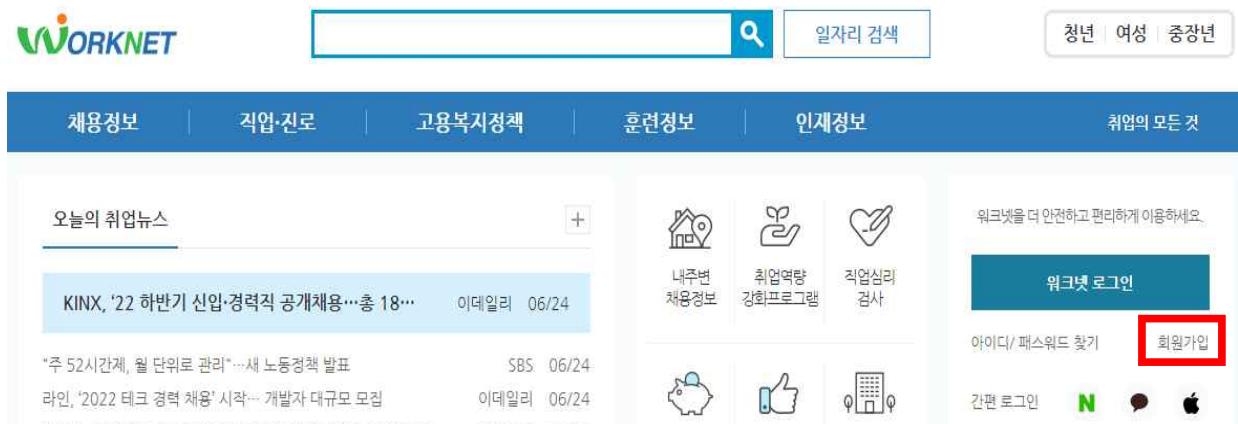 WORKNET
일자리 검색
청년 여성 중장년
채용정보 직업·진로 고용복지정책 훈련정보 인재정보 취업의 모든 것
오늘의 취업뉴스
KINX, '22 하반기 신입·경력직 공개채용…총 18… 이데일리 06/24
"주 52시간제, 월 단위로 관리"…새 노동정책 발표 SBS 06/24
라인, '2022 테크 경력 채용' 시작… 개발자 대규모 모집 이데일리 06/24
내주변
채용정보
취업역량
강화프로그램
직업심리
검사
워크넷을 더 안전하고 편리하게 이용하세요.
워크넷 로그인
아이디/ 패스워드 찾기 회원가입
간편 로그인 N